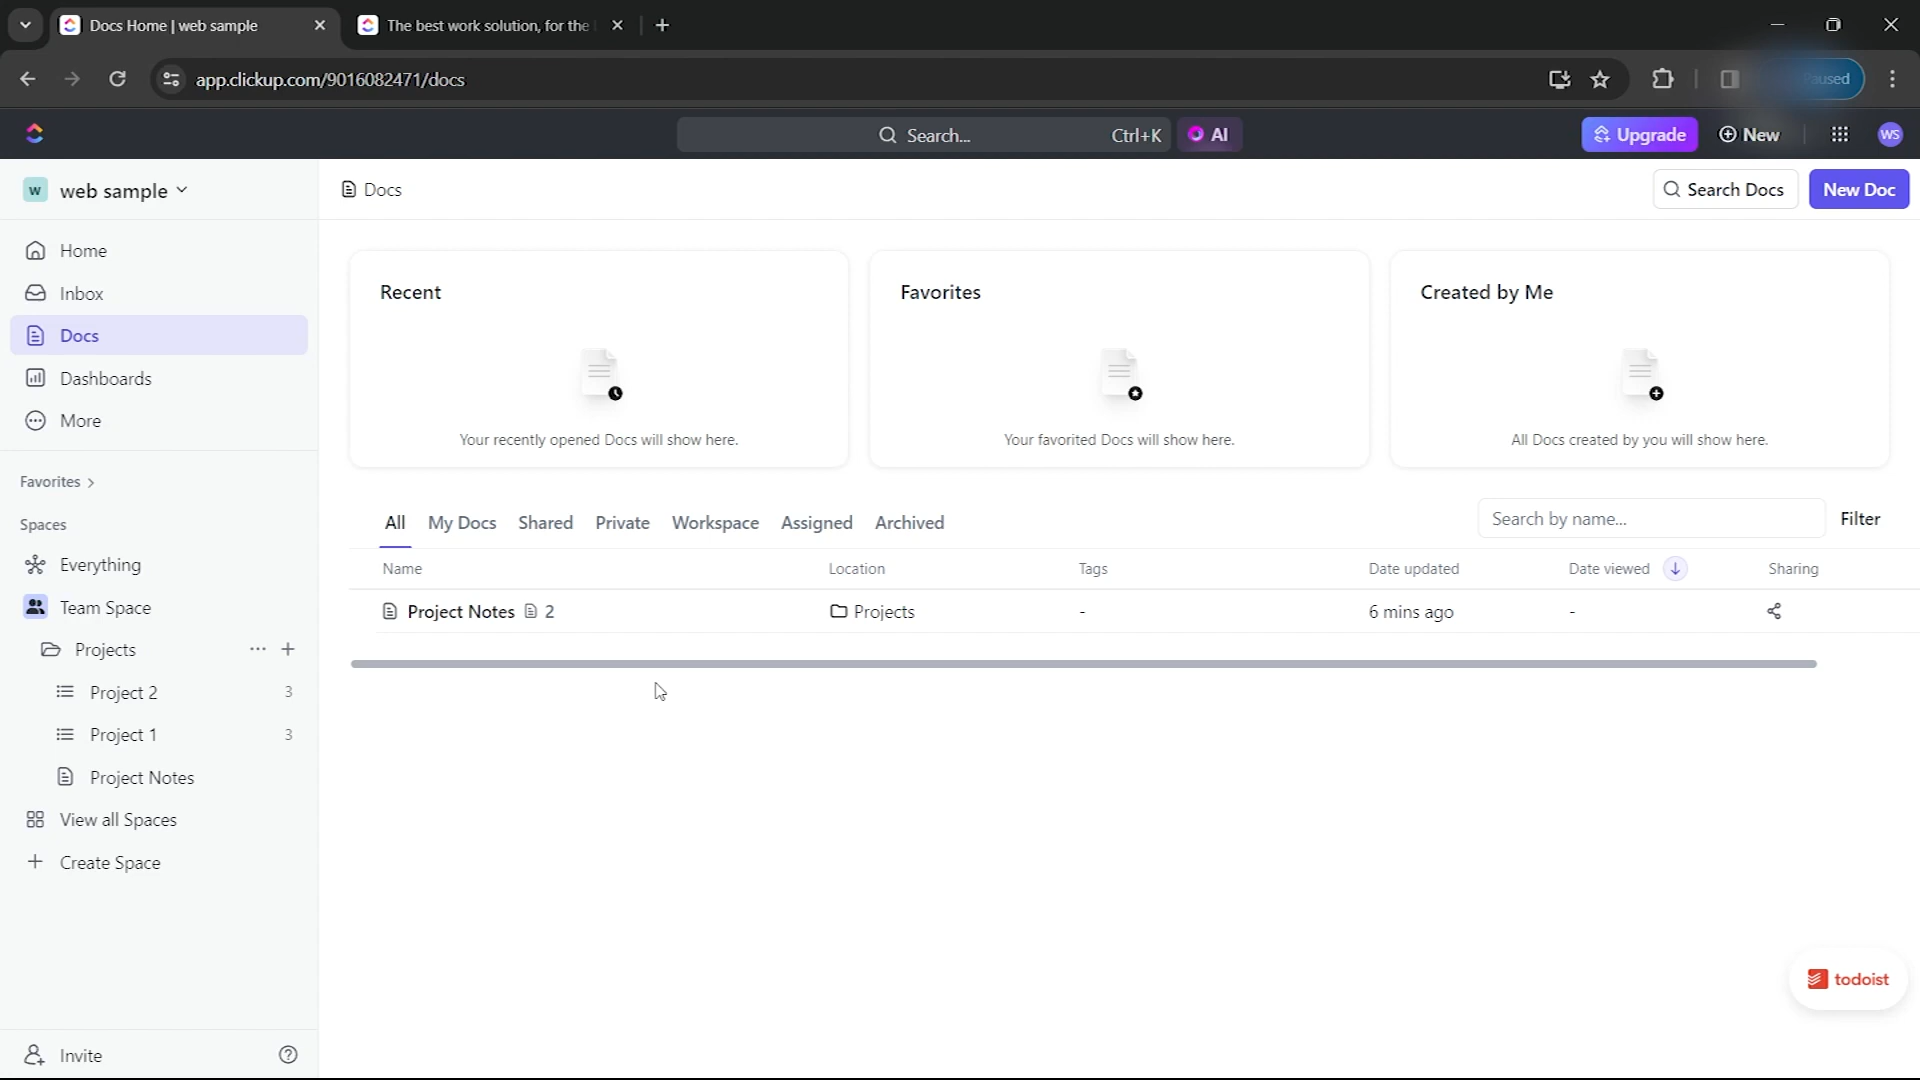 Docs Home | web sample
The best work solution, for the
app.clickup.com/9016082471/docs
Search... Ctrl+K
AI
Upgrade
New
WS
W web sample
Docs
Search Docs
New Doc
Home
Inbox
Docs
Dashboards
More
Favorites
Spaces
Everything
Team Space
Projects
Project 2 3
Project 1 3
Project Notes
View all Spaces
Create Space
Invite
Recent
Your recently opened Docs will show here.
Favorites
Your favorited Docs will show here.
Created by Me
All Docs created by you will show here.
All My Docs Shared Private Workspace Assigned Archived
Search by name...
Filter
Name Location Tags Date updated Date viewed Sharing
Project Notes 2 Projects - 6 mins ago -
todoist